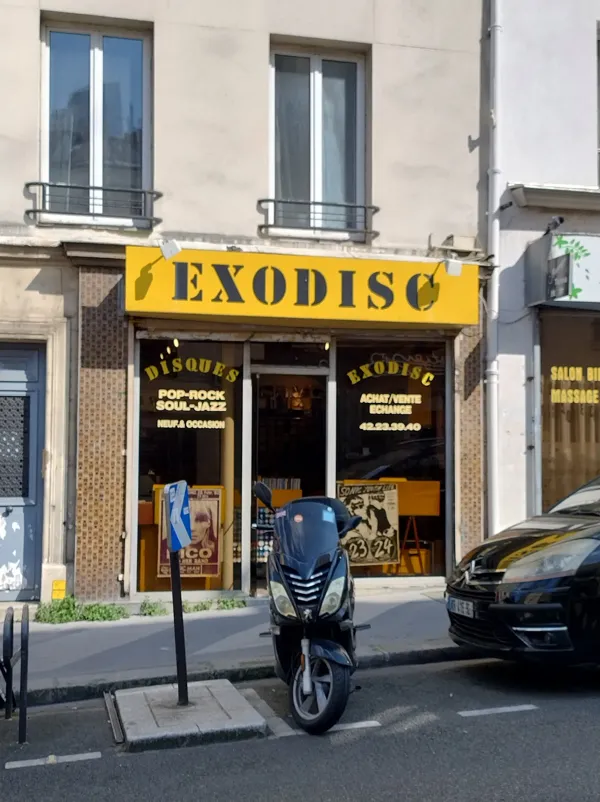 EXODISC
DISQUES
POP-ROCK
SOUL-JAZZ
NEUF & OCCASION
EXODISC
ACHAT/VENTE
ECHANGE
42.23.39.40
SALON
MASSAGE
NICO
23 24